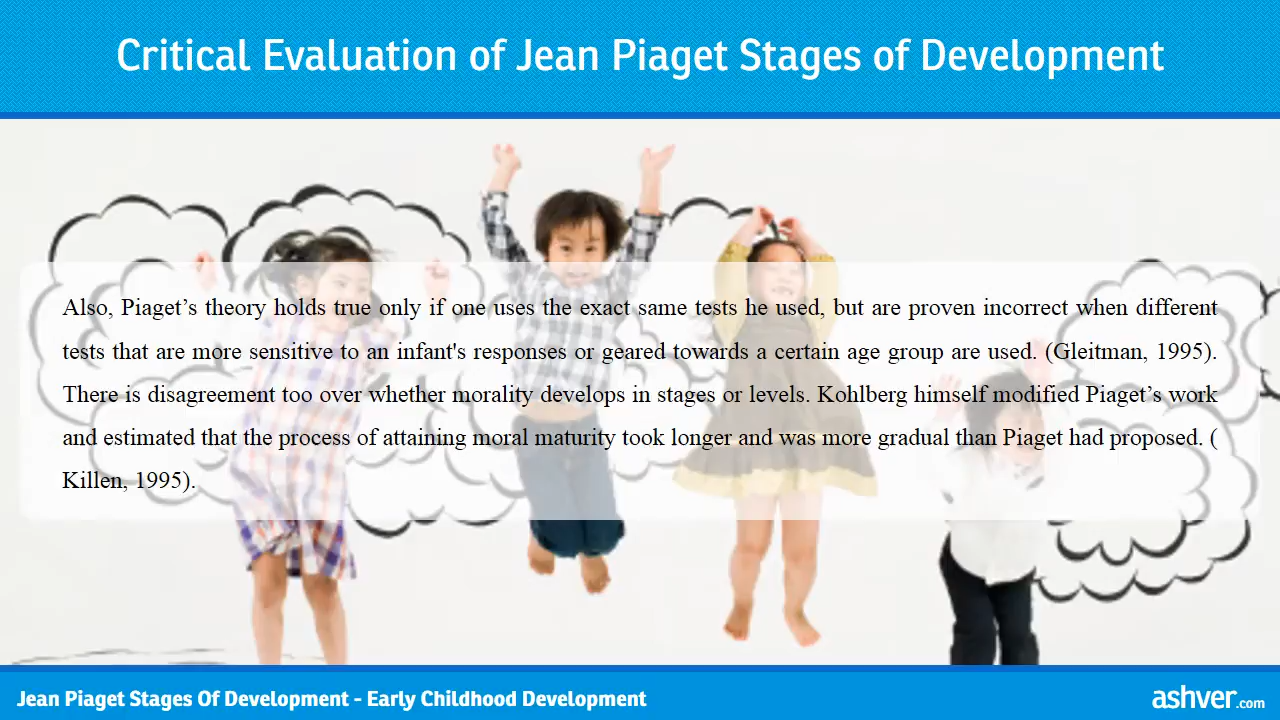 Critical Evaluation of Jean Piaget Stages of Development
Also, Piaget’s theory holds true only if one uses the exact same tests he used, but are proven incorrect when different
tests that are more sensitive to an infant's responses or geared towards a certain age group are used. (Gleitman, 1995).
There is disagreement too over whether morality develops in stages or levels. Kohlberg himself modified Piaget’s work
and estimated that the process of attaining moral maturity took longer and was more gradual than Piaget had proposed. (
Killen, 1995).
Jean Piaget Stages Of Development - Early Childhood Development
ashver.com